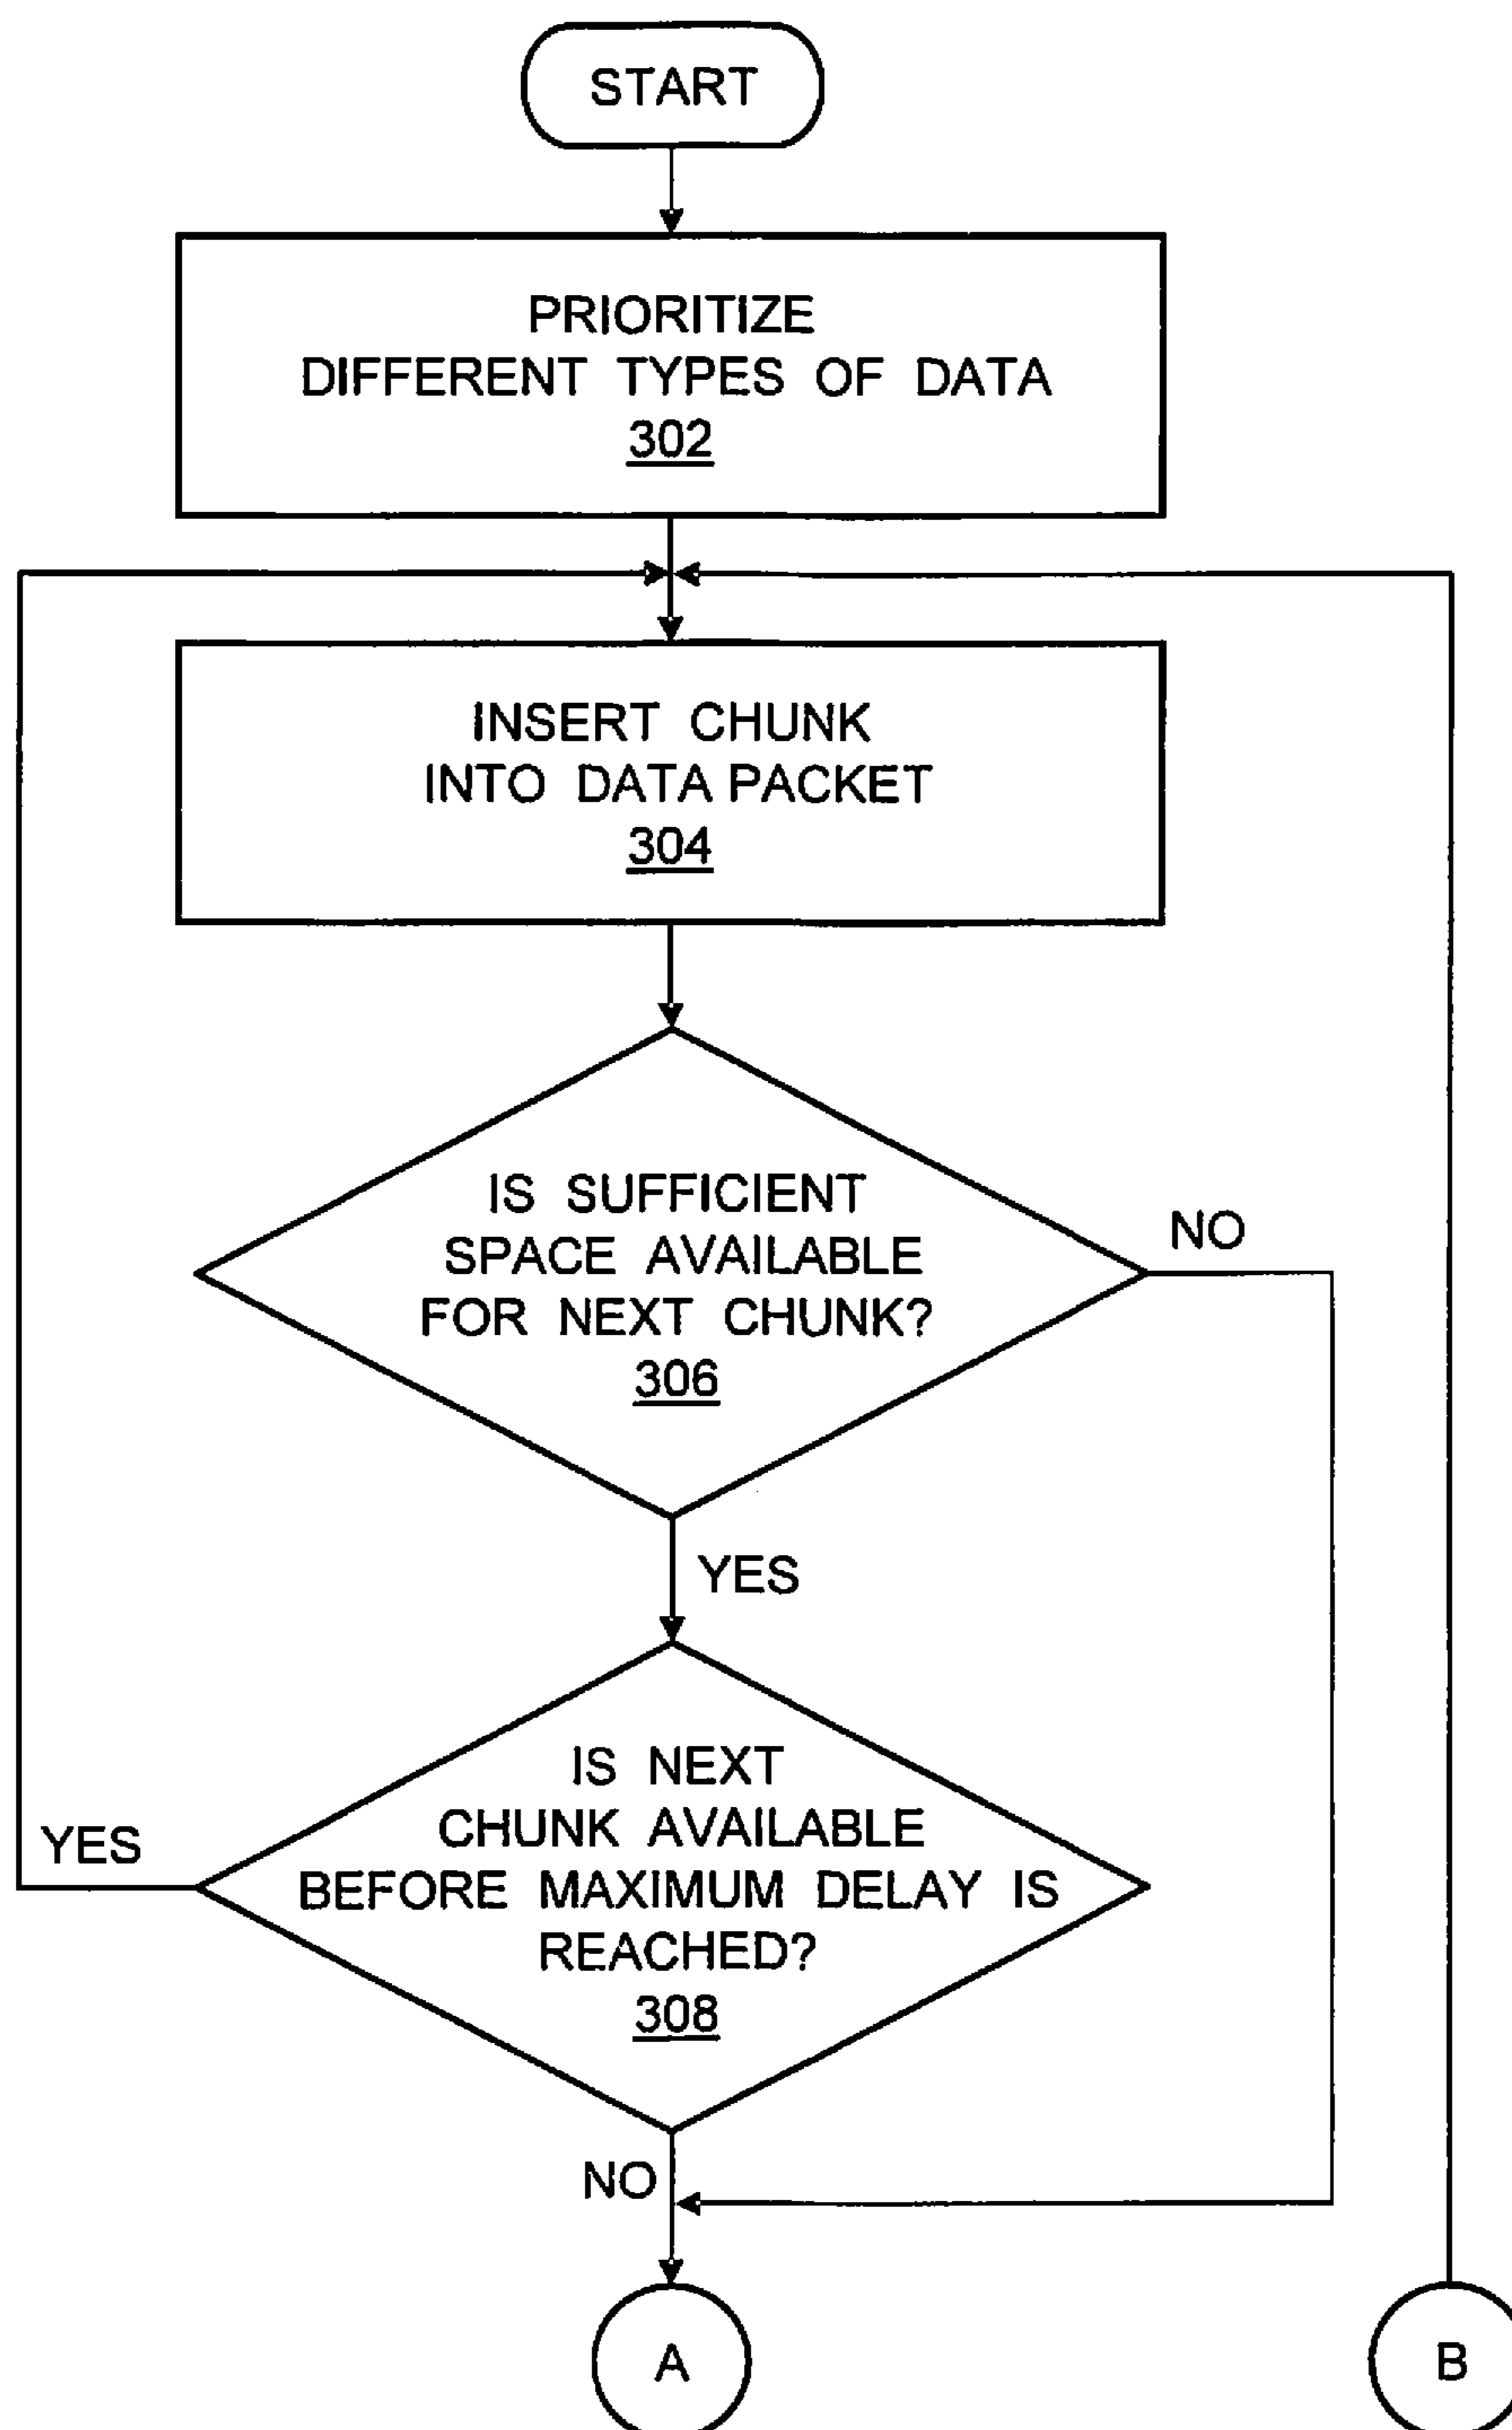 START
PRIORITIZE
DIFFERENT TYPES OF DATA
302
INSERT CHUNK
INTO DATA PACKET
304
IS SUFFICIENT
SPACE AVAILABLE
FOR NEXT CHUNK?
306
NO
YES
IS NEXT
CHUNK AVAILABLE
BEFORE MAXIMUM DELAY IS
REACHED?
308
YES
NO
A
B